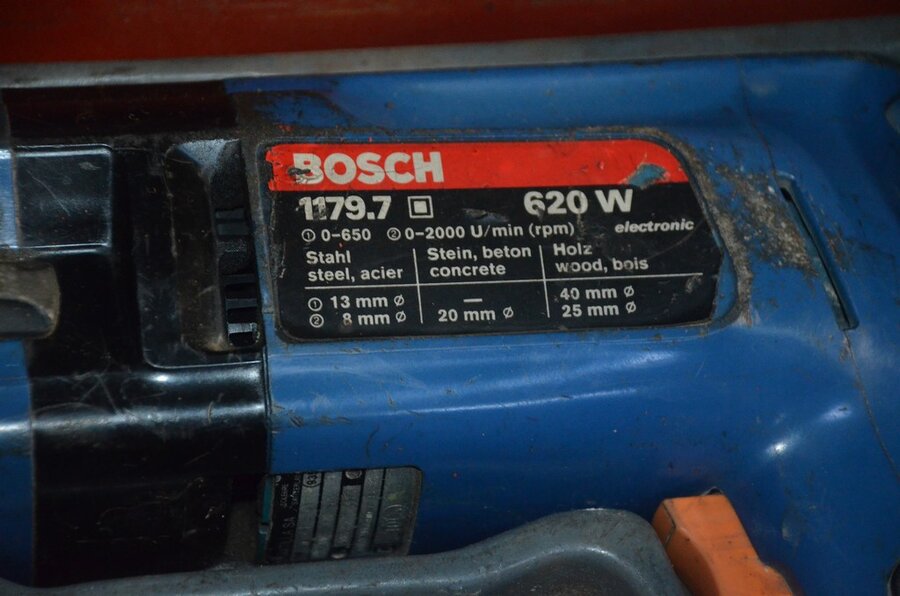 BOSCH
1179.7 620 W
① 0-650 ② 0-2000 U/min (rpm) electronic
Stahl Stein, beton Holz
steel, acier concrete wood, bois
① 13 mm ø — 40 mm ø
② 8 mm ø 20 mm ø 25 mm ø